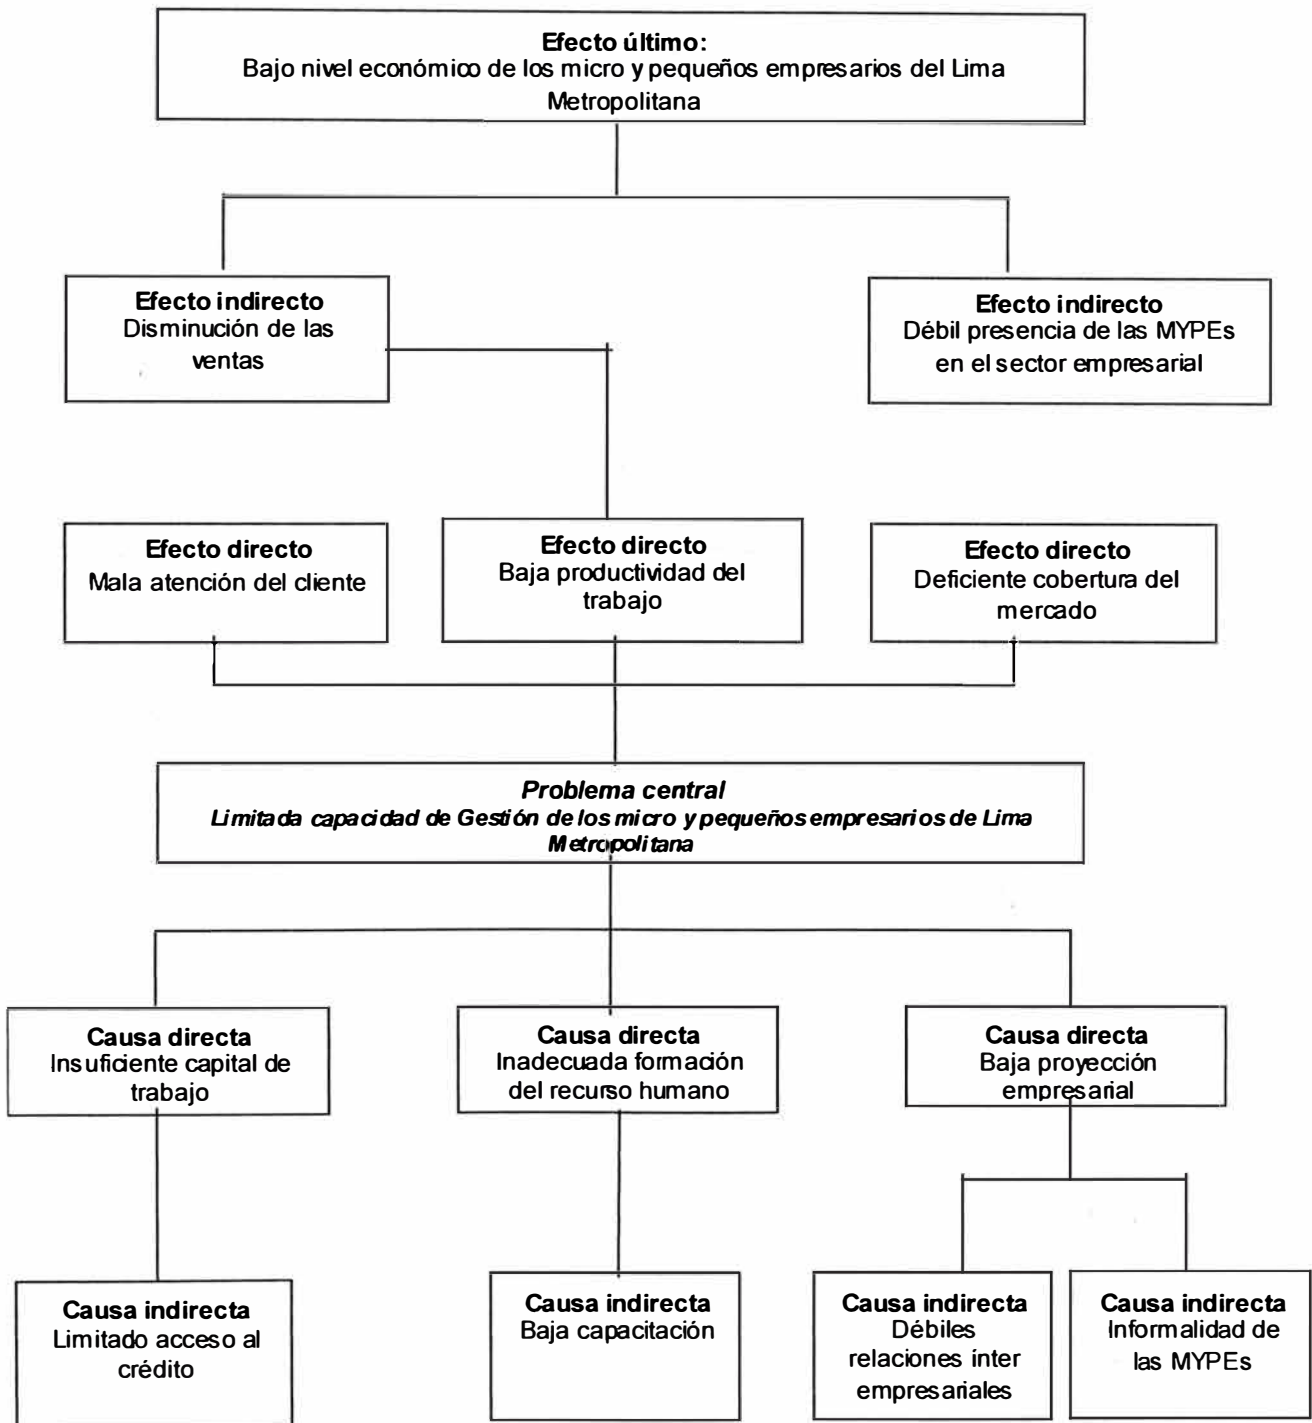 Efecto último:
Bajo nivel económico de los micro y pequeños empresarios del Lima
Metropolitana
Efecto indirecto
Disminución de las
ventas
Efecto indirecto
Débil presencia de las MYPEs
en el sector empresarial
Efecto directo
Mala atención del cliente
Efecto directo
Baja productividad del
trabajo
Efecto directo
Deficiente cobertura del
mercado
Problema central
Limitada capacidad de Gestión de los micro y pequeños empresarios de Lima
Metropolitana
Causa directa
Insuficiente capital de
trabajo
Causa directa
Inadecuada formación
del recurso humano
Causa directa
Baja proyección
empresarial
Causa indirecta
Limitado acceso al
crédito
Causa indirecta
Baja capacitación
Causa indirecta
Débiles
relaciones ínter
empresariales
Causa indirecta
Informalidad de
las MYPEs